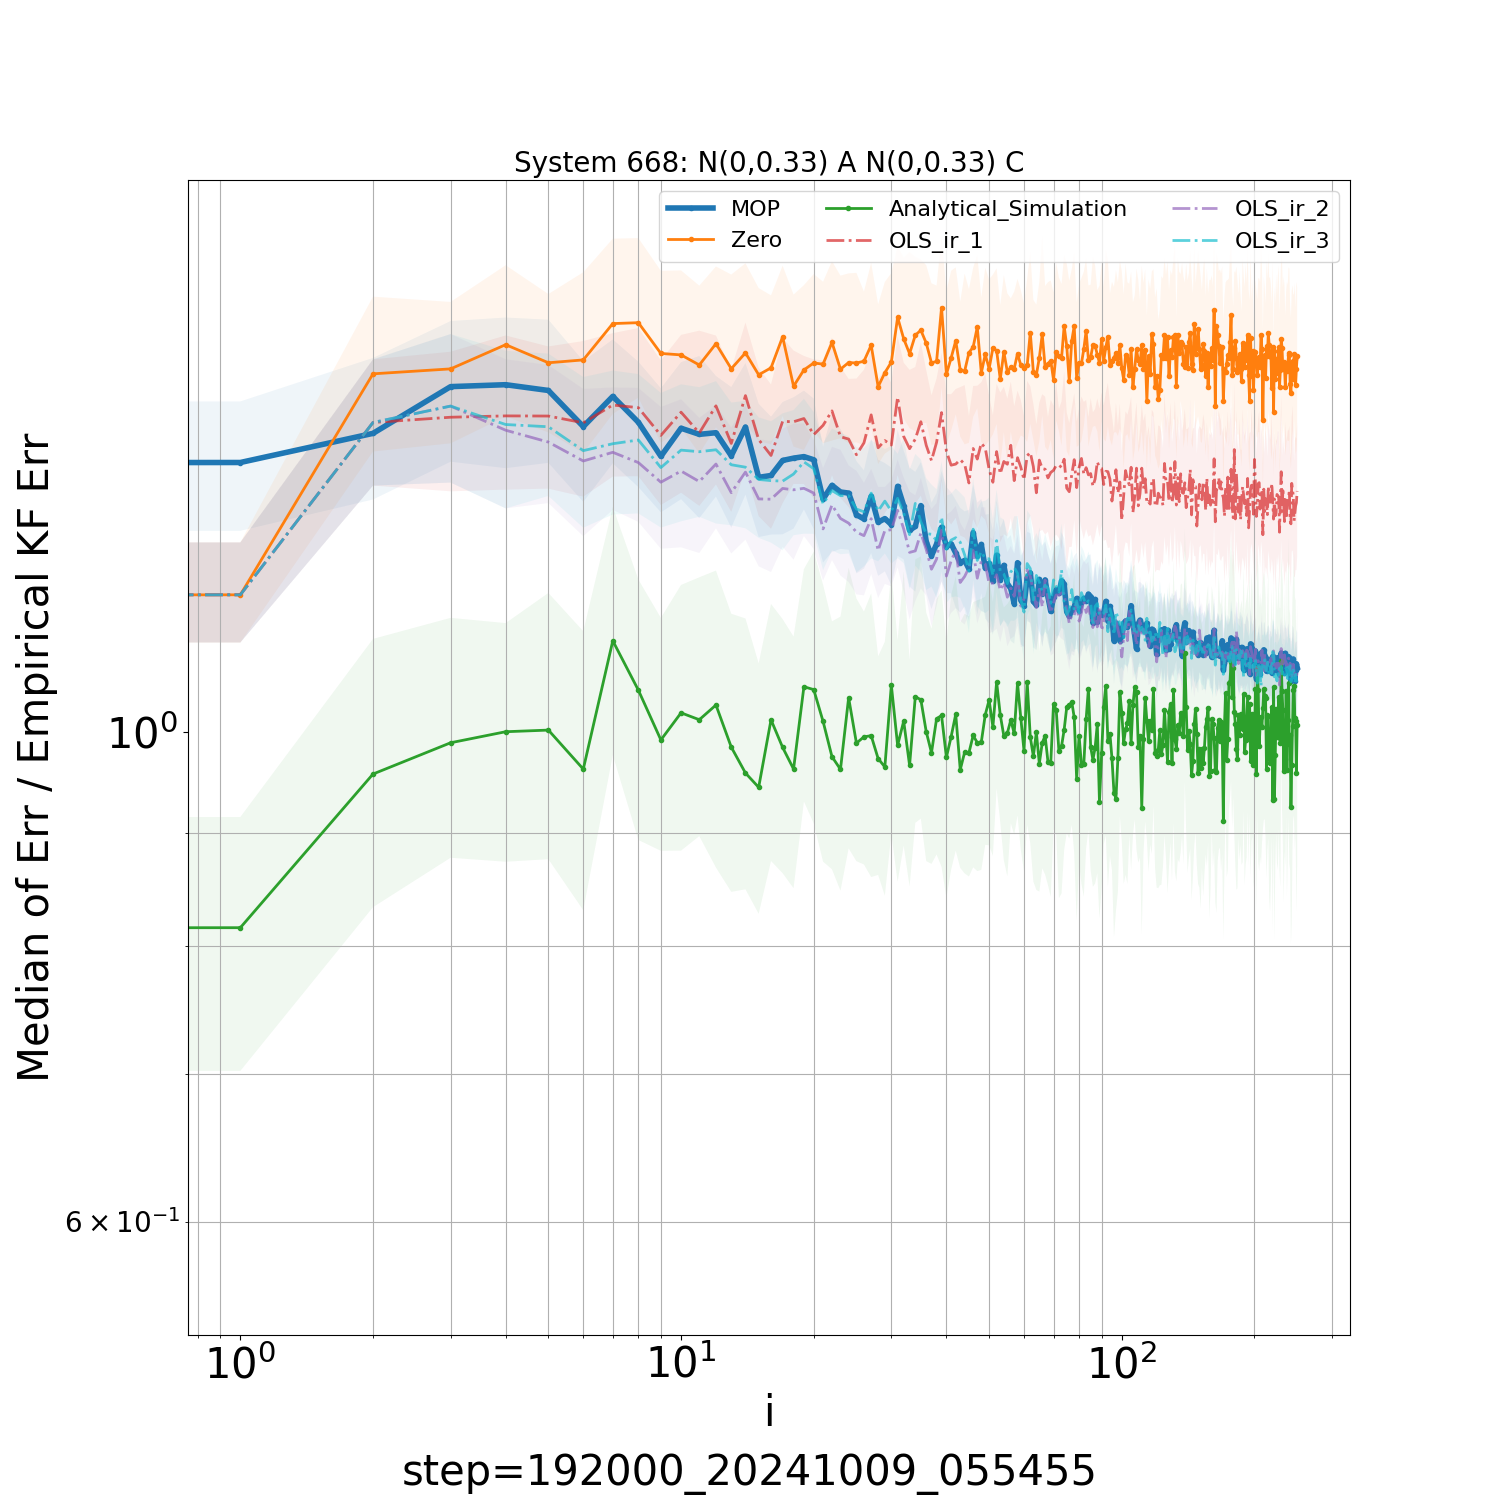 System 668: N(0,0.33) A N(0,0.33) C
MOP
Zero
Analytical_Simulation
OLS_ir_1
OLS_ir_2
OLS_ir_3
Median of Err / Empirical KF Err
10⁰
6 × 10⁻¹
10⁰ 10¹ 10²
i
step=192000_20241009_055455